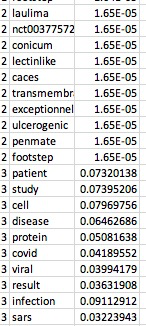 2 laulima 1.65E-05
2 nct00377572 1.65E-05
2 conicum 1.65E-05
2 lectinlike 1.65E-05
2 caces 1.65E-05
2 transmembr 1.65E-05
2 exceptionnel 1.65E-05
2 ulcerogenic 1.65E-05
2 penmate 1.65E-05
2 footstep 1.65E-05
3 patient 0.07320138
3 study 0.07395206
3 cell 0.07969756
3 disease 0.06462686
3 protein 0.05081638
3 covid 0.04189552
3 viral 0.03994179
3 result 0.03631908
3 infection 0.09112912
3 sars 0.03223943